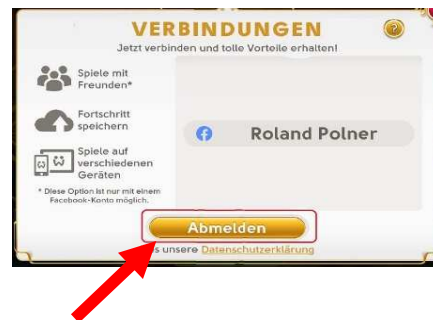 VERBINDUNGEN
Jetzt verbinden und tolle Vorteile erhalten!
Spiele mit
Freunden*
Fortschritt
speichern
Spiele auf
verschiedenen
Geräten
* Diese Option ist nur mit einem
Facebook-Konto möglich.
Roland Polner
Abmelden
s unsere Datenschutzerklärung